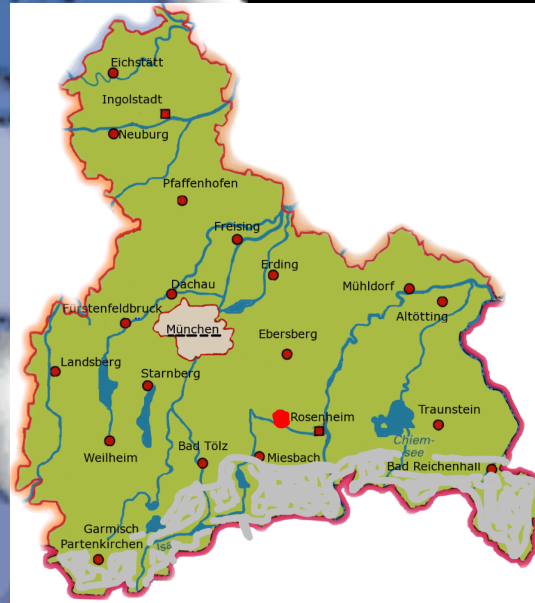 Eichstätt
Ingolstadt
Neuburg
Pfaffenhofen
Freising
Erding
Dachau
Mühldorf
Altötting
Fürstenfeldbruck
München
Ebersberg
Landsberg
Starnberg
Rosenheim
Traunstein
Chiem-
see
Weilheim
Bad Tölz
Miesbach
Bad Reichenhall
Garmisch
Partenkirchen
Isa